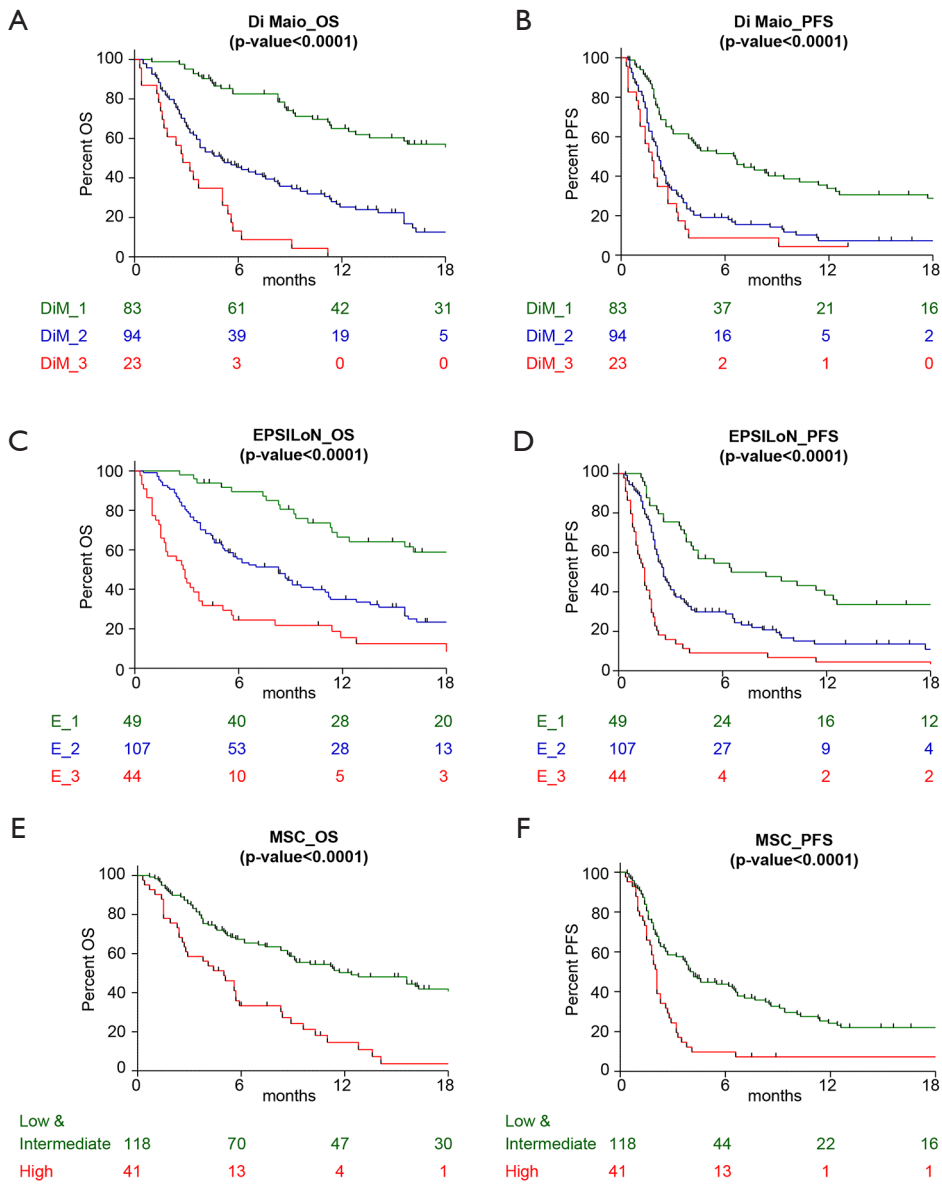 A
Di Maio_OS
(p-value<0.0001)
Percent OS
100
80
60
40
20
0
0 6 12 18
months
DiM_1 83 61 42 31
DiM_2 94 39 19 5
DiM_3 23 3 0 0
B
Di Maio_PFS
(p-value<0.0001)
Percent PFS
100
80
60
40
20
0
0 6 12 18
months
DiM_1 83 37 21 16
DiM_2 94 16 5 2
DiM_3 23 2 1 0
C
EPSILoN_OS
(p-value<0.0001)
Percent OS
100
80
60
40
20
0
0 6 12 18
months
E_1 49 40 28 20
E_2 107 53 28 13
E_3 44 10 5 3
D
EPSILoN_PFS
(p-value<0.0001)
Percent PFS
100
80
60
40
20
0
0 6 12 18
months
E_1 49 24 16 12
E_2 107 27 9 4
E_3 44 4 2 2
E
MSC_OS
(p-value<0.0001)
Percent OS
100
80
60
40
20
0
0 6 12 18
months
Low &
Intermediate 118 70 47 30
High 41 13 4 1
F
MSC_PFS
(p-value<0.0001)
Percent PFS
100
80
60
40
20
0
0 6 12 18
months
Low &
Intermediate 118 44 22 16
High 41 13 1 1